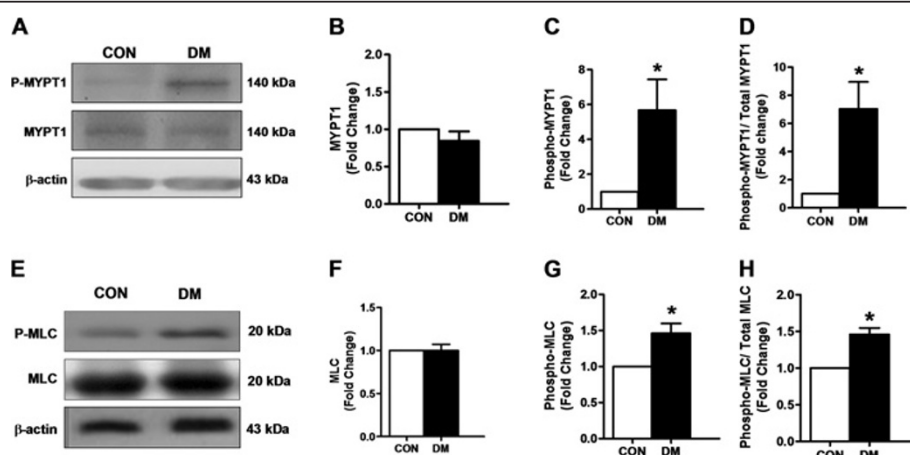 A
CON DM
P-MYPT1 140 kDa
MYPT1 140 kDa
β-actin 43 kDa
B
MYPT1
(Fold Change)
2.0
1.5
1.0
0.5
0.0
CON DM
C
Phospho-MYPT1
(Fold Change)
8
6
4
2
0
*
CON DM
D
Phospho-MYPT1/ Total MYPT1
(Fold change)
10
8
6
4
2
0
*
CON DM
E
CON DM
P-MLC 20 kDa
MLC 20 kDa
β-actin 43 kDa
F
MLC
(Fold Change)
1.5
1.0
0.5
0.0
CON DM
G
Phospho-MLC
(Fold Change)
2.0
1.5
1.0
0.5
0.0
*
CON DM
H
Phospho-MLC/ Total MLC
(Fold Change)
2.0
1.5
1.0
0.5
0.0
*
CON DM